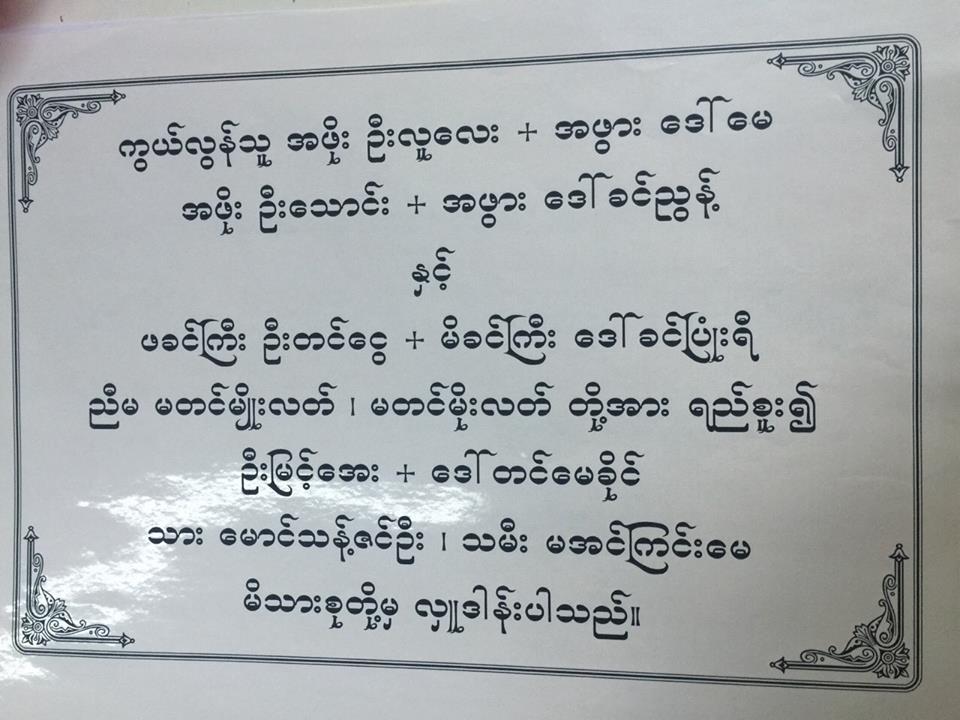 ကွယ်လွန်သူ အဖိုး ဦးလူလေး + အဖွား ဒေါ်မေ
အဖိုး ဦးသောင်း + အဖွား ဒေါ်ခင်ညွန့်
နှင့်
ဖခင်ကြီး ဦးတင်ငွေ + မိခင်ကြီး ဒေါ်ခင်ပြုံးရီ
ညီမ မတင်မျိုးလတ် ၊ မတင်မိုးလတ် တို့အား ရည်စူး၍
ဦးမြင့်အေး + ဒေါ်တင်မေခိုင်
သား မောင်သန့်ဇင်ဦး ၊ သမီး မအင်ကြင်းမေ
မိသားစုတို့မှ လှူဒါန်းပါသည်။